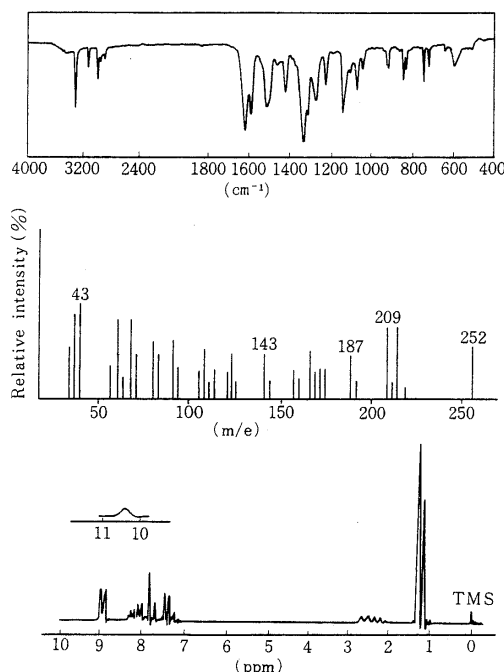 4000 3200 2400 1800 1600 1400 1200 1000 800 600 400
(cm⁻¹)
Relative intensity (%)
43
143
187
209
252
50 100 150 200 250
(m/e)
11 10
TMS
10 9 8 7 6 5 4 3 2 1 0
(ppm)